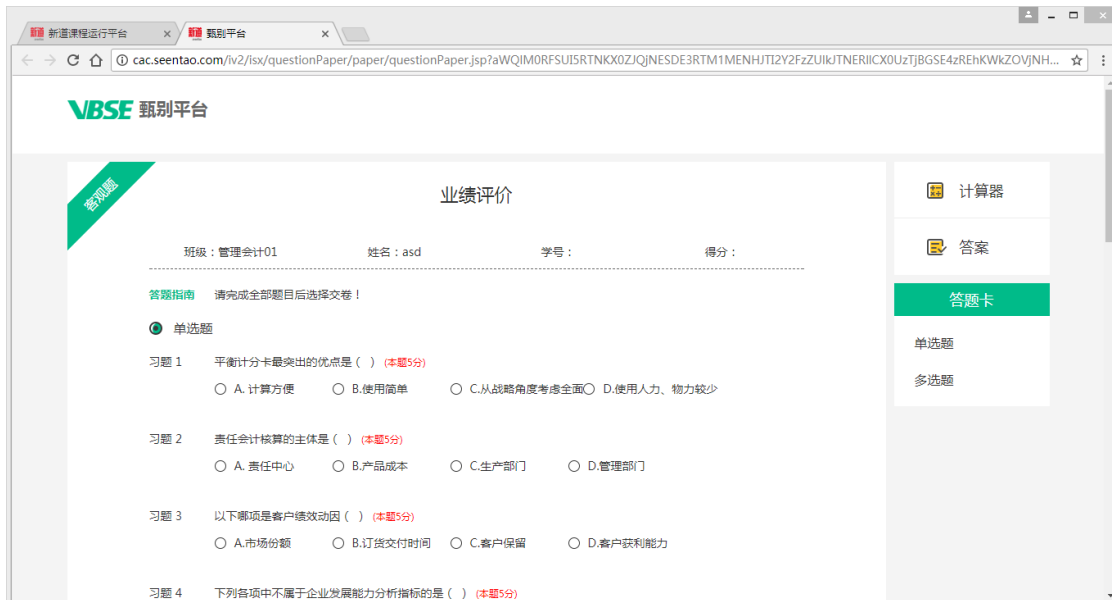 新道 新道课程运行平台 × 新道 甄别平台 ×
cac.seentao.com/iv2/isx/questionPaper/paper/questionPaper.jsp?aWQIM0RFSUI5RTNKX0ZJQjNESDE3RTM1MENHJTI2Y2FzZUlkJTNERllCX0UzTjBGSE4zREhKWkZOVjNH...
VBSE 甄别平台
客观题
业绩评价
计算器
班级：管理会计01 姓名：asd 学号： 得分：
答案
答题指南 请完成全部题目后选择交卷！
答题卡
单选题
单选题
习题 1 平衡计分卡最突出的优点是（ ） (本题5分)
多选题
A. 计算方便 B.使用简单 C.从战略角度考虑全面 D.使用人力、物力较少
习题 2 责任会计核算的主体是（ ） (本题5分)
A. 责任中心 B.产品成本 C.生产部门 D.管理部门
习题 3 以下哪项是客户绩效动因（ ） (本题5分)
A.市场份额 B.订货交付时间 C.客户保留 D.客户获利能力
习题 4 下列各项中不属于企业发展能力分析指标的是（ ） (本题5分)